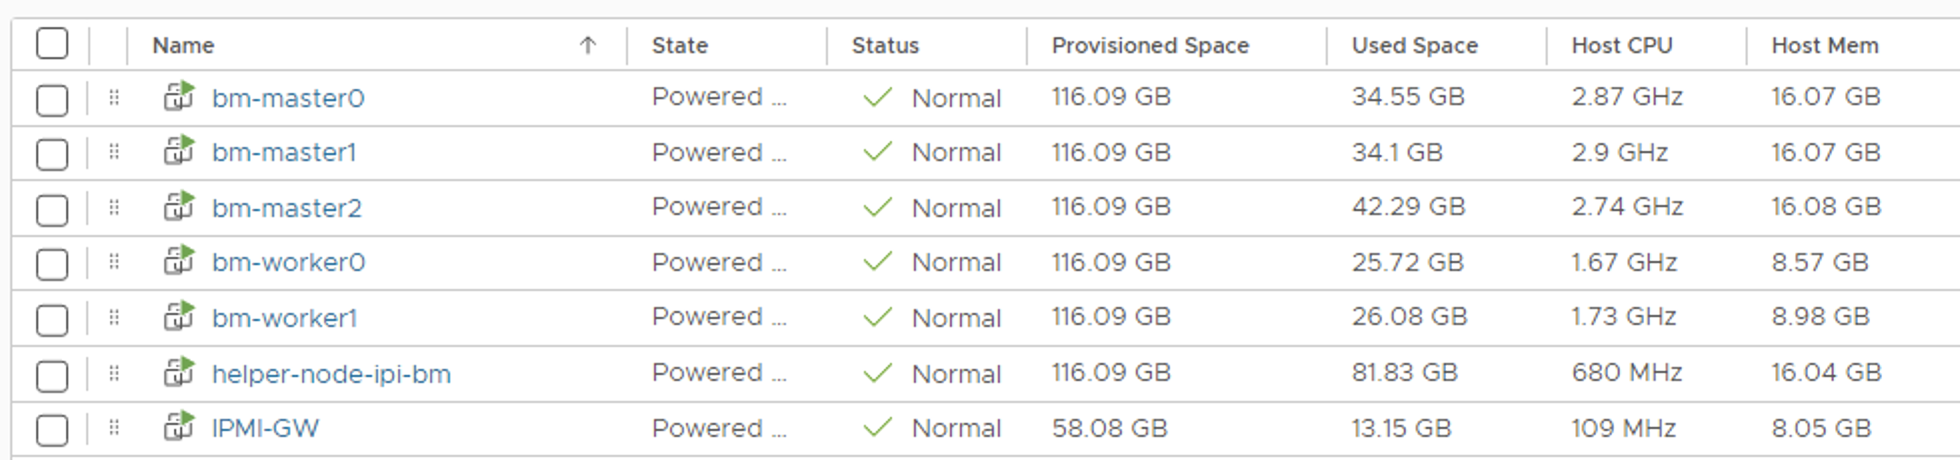 Name State Status Provisioned Space Used Space Host CPU Host Mem
bm-master0 Powered ... Normal 116.09 GB 34.55 GB 2.87 GHz 16.07 GB
bm-master1 Powered ... Normal 116.09 GB 34.1 GB 2.9 GHz 16.07 GB
bm-master2 Powered ... Normal 116.09 GB 42.29 GB 2.74 GHz 16.08 GB
bm-worker0 Powered ... Normal 116.09 GB 25.72 GB 1.67 GHz 8.57 GB
bm-worker1 Powered ... Normal 116.09 GB 26.08 GB 1.73 GHz 8.98 GB
helper-node-ipi-bm Powered ... Normal 116.09 GB 81.83 GB 680 MHz 16.04 GB
IPMI-GW Powered ... Normal 58.08 GB 13.15 GB 109 MHz 8.05 GB